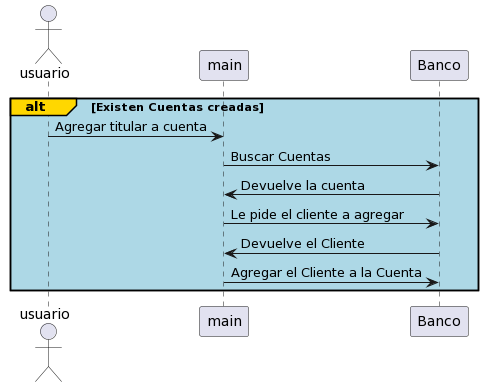 usuario
main
Banco
alt [Existen Cuentas creadas]
Agregar titular a cuenta
Buscar Cuentas
Devuelve la cuenta
Le pide el cliente a agregar
Devuelve el Cliente
Agregar el Cliente a la Cuenta
usuario
main
Banco